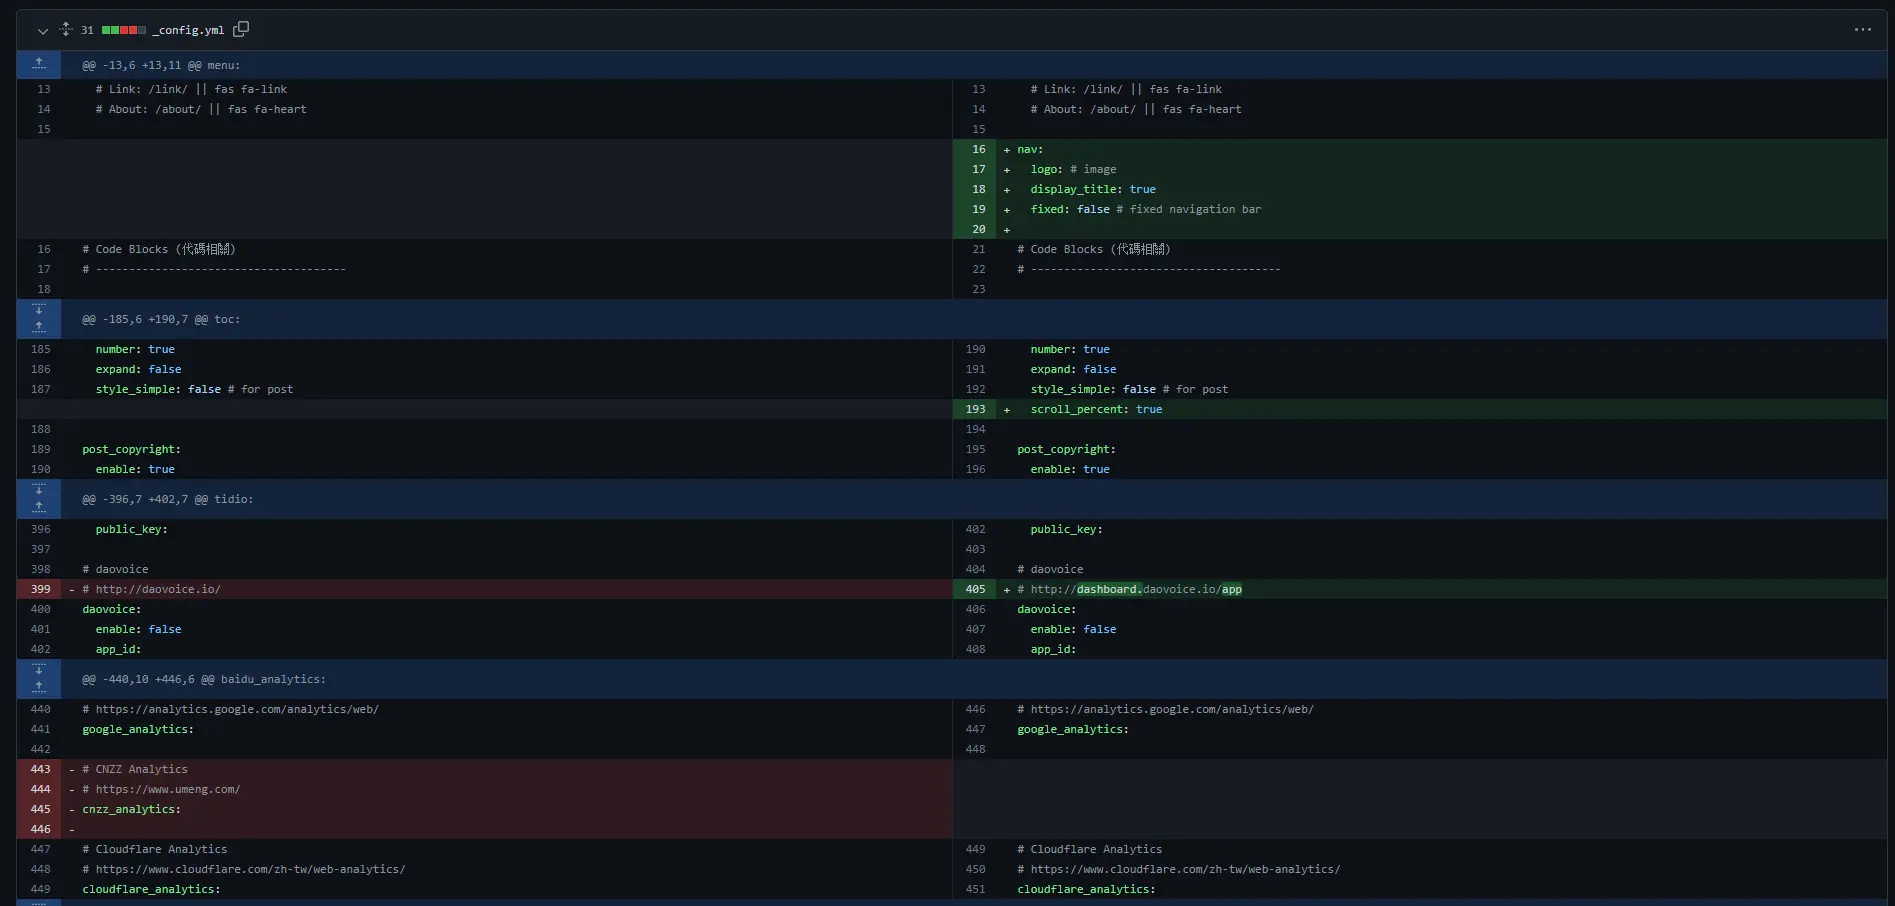 31 _config.yml
@@ -13,6 +13,11 @@ menu:
13 # Link: /link/ || fas fa-link 13 # Link: /link/ || fas fa-link
14 # About: /about/ || fas fa-heart 14 # About: /about/ || fas fa-heart
15 15
16 + nav:
17 + logo: # image
18 + display_title: true
19 + fixed: false # fixed navigation bar
20 +
16 # Code Blocks (代碼相關) 21 # Code Blocks (代碼相關)
17 # -------------------------------------- 22 # --------------------------------------
18 23
@@ -185,6 +190,7 @@ toc:
185 number: true 190 number: true
186 expand: false 191 expand: false
187 style_simple: false # for post 192 style_simple: false # for post
193 + scroll_percent: true
188 194
189 post_copyright: 195 post_copyright:
190 enable: true 196 enable: true
@@ -396,7 +402,7 @@ tidio:
396 public_key: 402 public_key:
397 403
398 # daovoice 404 # daovoice
399 - # http://daovoice.io/ 405 + # http://dashboard.daovoice.io/app
400 daovoice: 406 daovoice:
401 enable: false 407 enable: false
402 app_id: 408 app_id:
@@ -440,10 +446,6 @@ baidu_analytics:
440 # https://analytics.google.com/analytics/web/ 446 # https://analytics.google.com/analytics/web/
441 google_analytics: 447 google_analytics:
442 448
443 - # CNZZ Analytics
444 - # https://www.umeng.com/
445 - cnzz_analytics:
446 -
447 # Cloudflare Analytics 449 # Cloudflare Analytics
448 # https://www.cloudflare.com/zh-tw/web-analytics/ 450 # https://www.cloudflare.com/zh-tw/web-analytics/
449 cloudflare_analytics: 451 cloudflare_analytics: